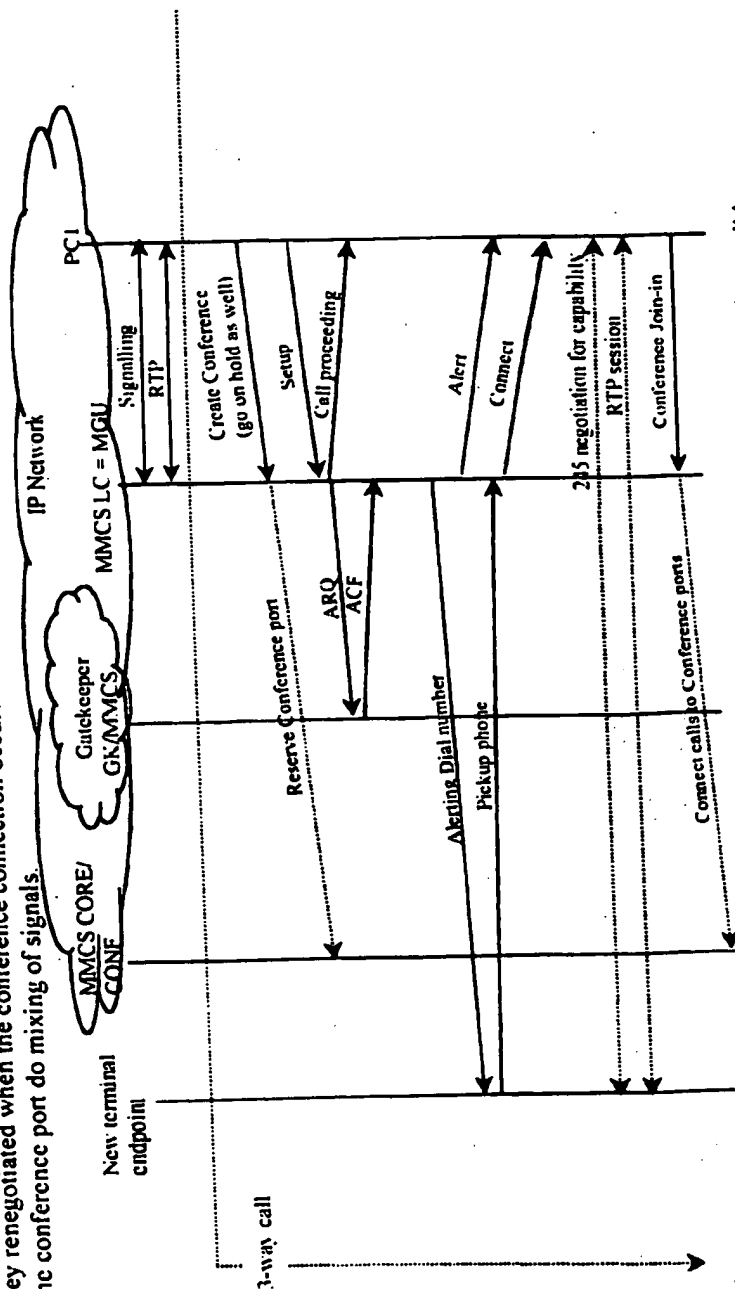 ey renegotiated when the conference connection
he conference port do mixing of signals.
IP Network
New terminal
endpoint
MMCS CORE/
CONF
Gatekeeper
GK/MMCS
MMCS LC = MGU
PC1
Signalling
RTP
3-way call
Create Conference
(go on hold as well)
Reserve Conference port
Setup
Call proceeding
ARQ
ACF
Alerting Dial number
Alert
Pickup phone
Connect
245 negotiation for capability
RTP session
Conference Join-in
Connect calls to Conference ports